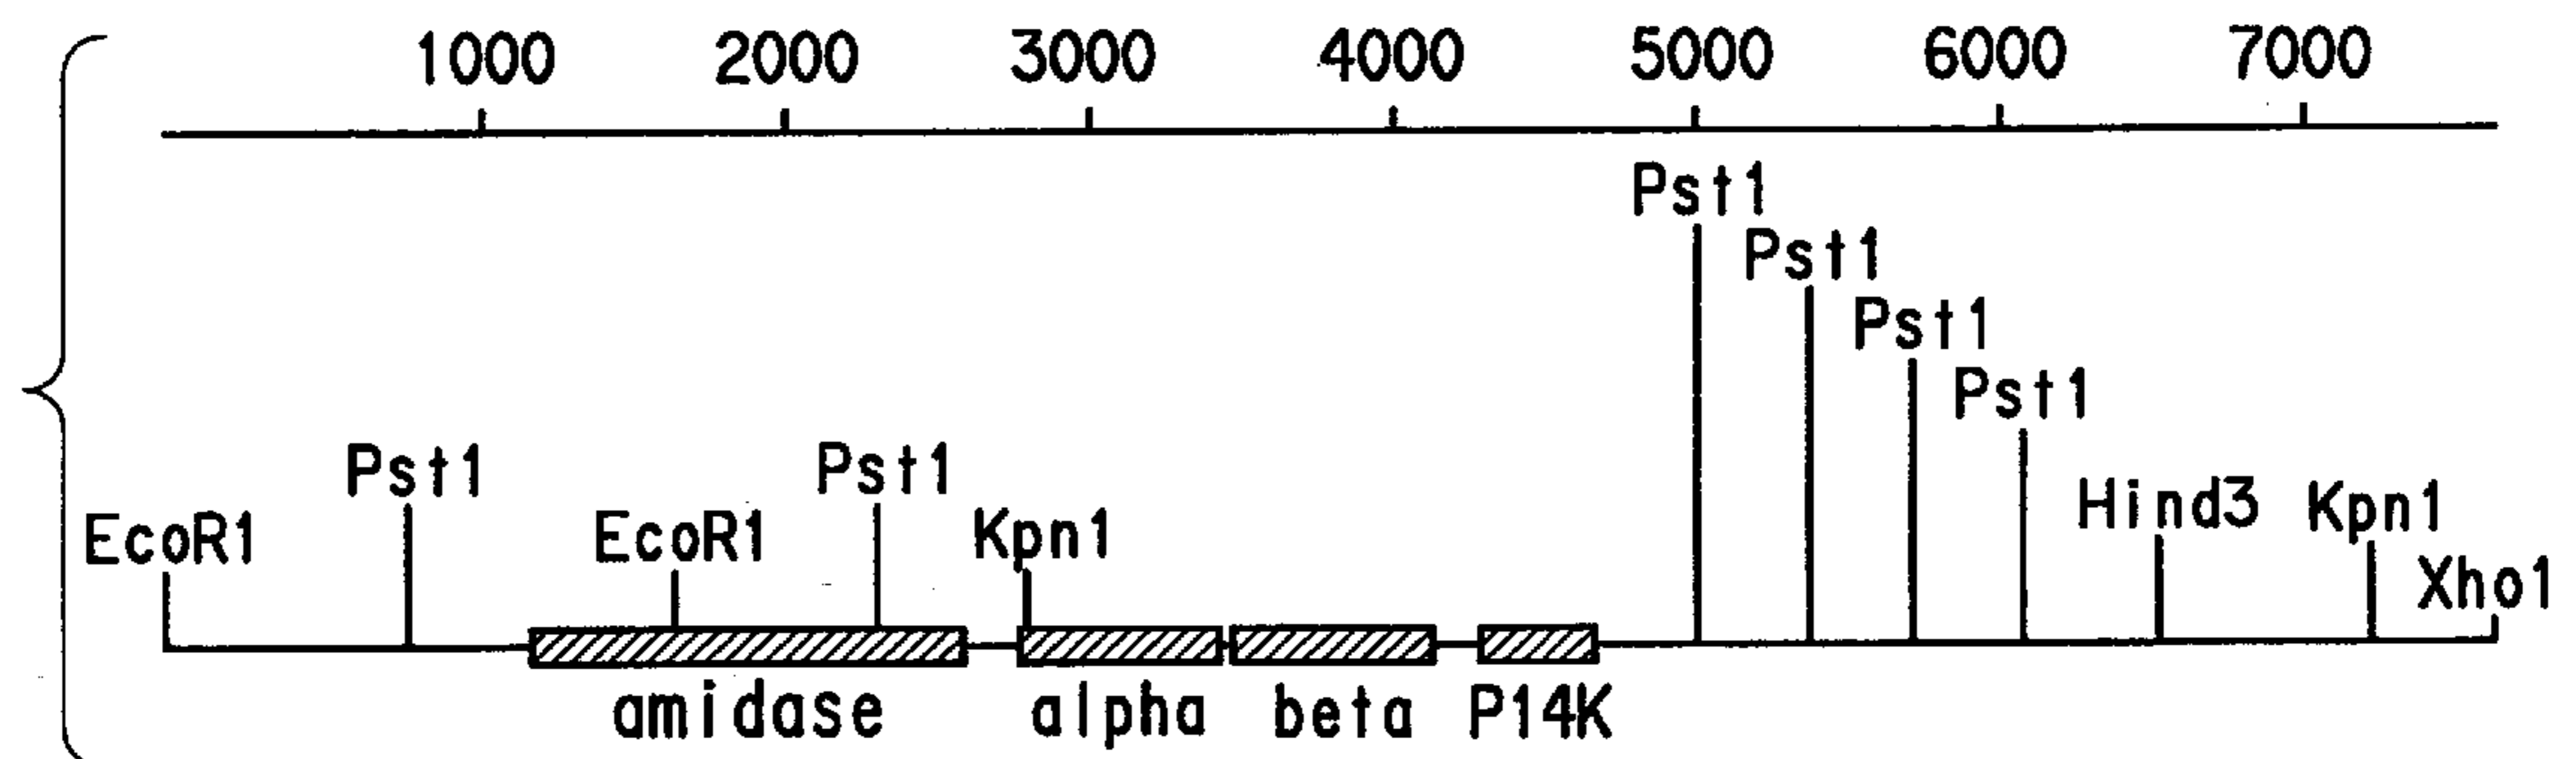 1000 2000 3000 4000 5000 6000 7000
Pst1
Pst1
Pst1
Pst1
Pst1 Pst1
EcoR1 EcoR1 Kpn1 Hind3 Kpn1
Xho1
amidase alpha beta P14K